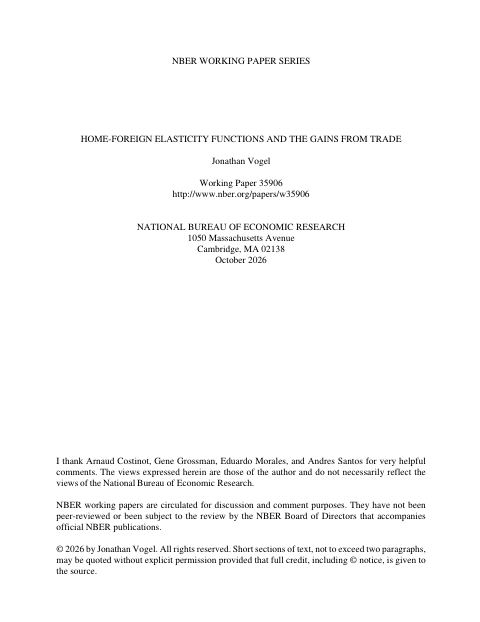 NBER WORKING PAPER SERIES
HOME-FOREIGN ELASTICITY FUNCTIONS AND THE GAINS FROM TRADE
Jonathan Vogel
Working Paper 35906
http://www.nber.org/papers/w35906
NATIONAL BUREAU OF ECONOMIC RESEARCH
1050 Massachusetts Avenue
Cambridge, MA 02138
October 2026
I thank Arnaud Costinot, Gene Grossman, Eduardo Morales, and Andres Santos for very helpful
comments. The views expressed herein are those of the author and do not necessarily reflect the
views of the National Bureau of Economic Research.
NBER working papers are circulated for discussion and comment purposes. They have not been
peer-reviewed or been subject to the review by the NBER Board of Directors that accompanies
official NBER publications.
© 2026 by Jonathan Vogel. All rights reserved. Short sections of text, not to exceed two paragraphs,
may be quoted without explicit permission provided that full credit, including © notice, is given to
the source.